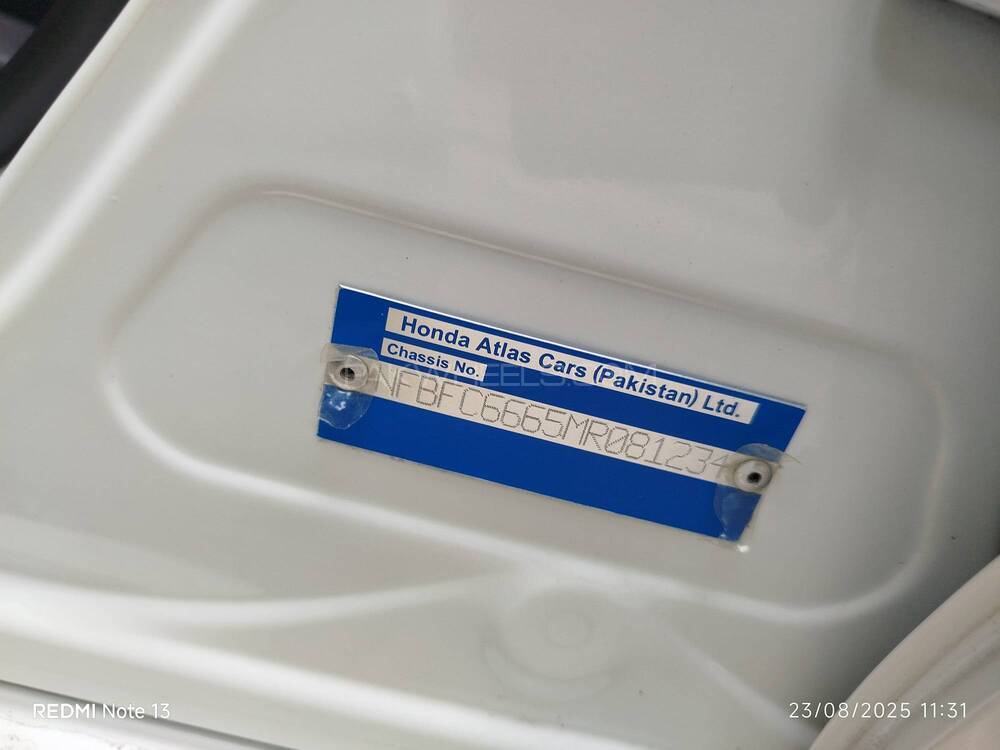 Honda Atlas Cars (Pakistan) Ltd.
Chassis No.
NFBFC6665MR081234
REDMI Note 13
23/08/2025 11:31